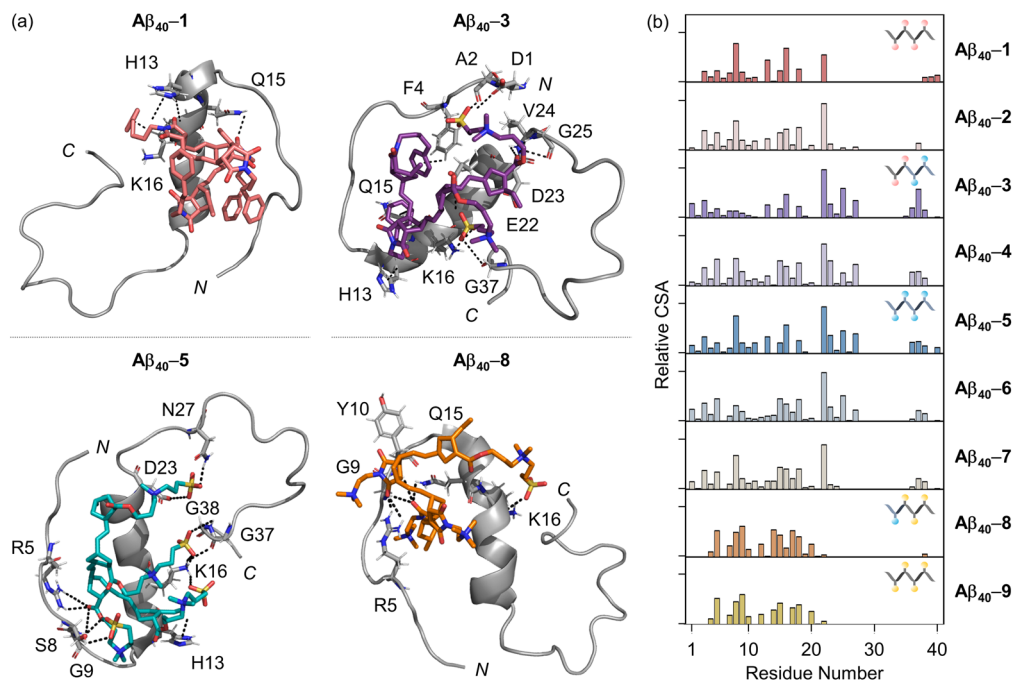 (a)
Aβ40–1
H13
Q15
C
K16
N
Aβ40–3
A2
D1
N
F4
V24
G25
Q15
D23
E22
K16
H13
G37
C
Aβ40–5
N27
N
D23
G38
G37
R5
K16
C
S8
H13
G9
Aβ40–8
Y10
Q15
G9
C
K16
R5
N
(b)
Relative CSA
Aβ40–1
Aβ40–2
Aβ40–3
Aβ40–4
Aβ40–5
Aβ40–6
Aβ40–7
Aβ40–8
Aβ40–9
1 10 20 30 40
Residue Number